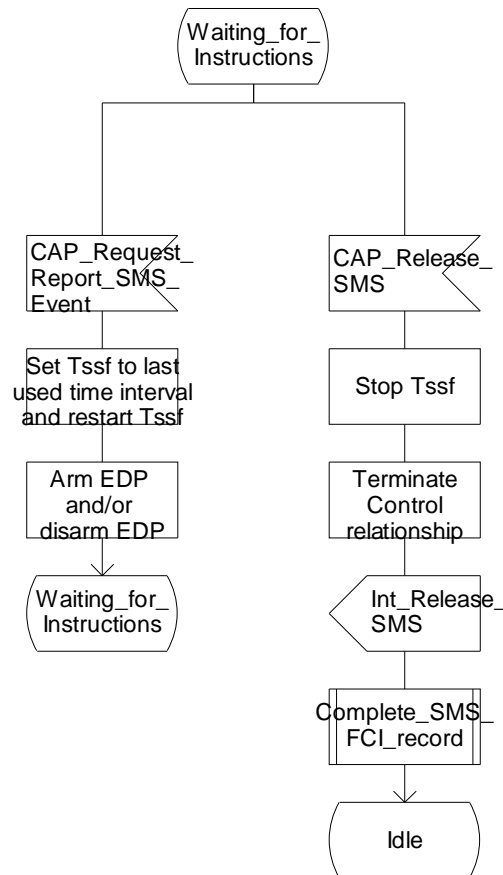 Waiting_for_
Instructions
CAP_Request_
Report_SMS_
Event
Set Tssf to last
used time interval
and restart Tssf
Arm EDP
and/or
disarm EDP
Waiting_for_
Instructions
CAP_Release_
SMS
Stop Tssf
Terminate
Control
relationship
Int_Release_
SMS
Complete_SMS_
FCI_record
Idle